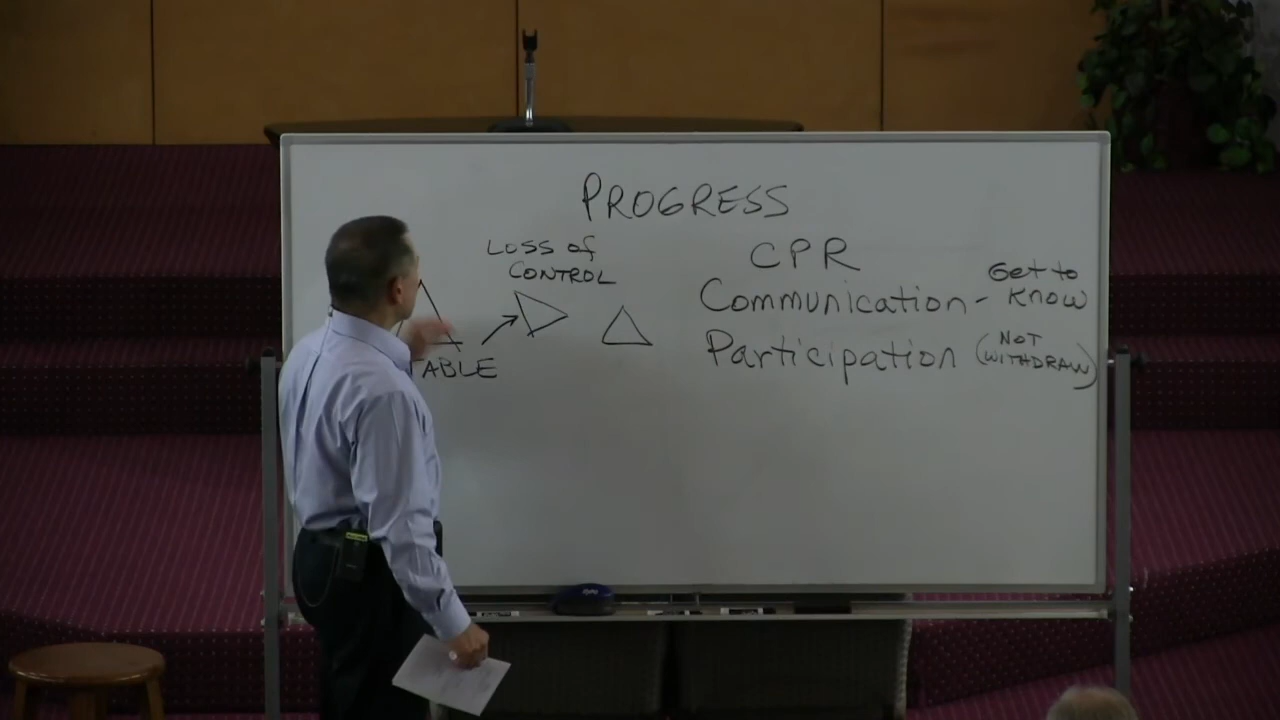 PROGRESS
LOSS of
CONTROL
TABLE
CPR
Communication - Get to
Know
Participation (NOT
WITHDRAW)